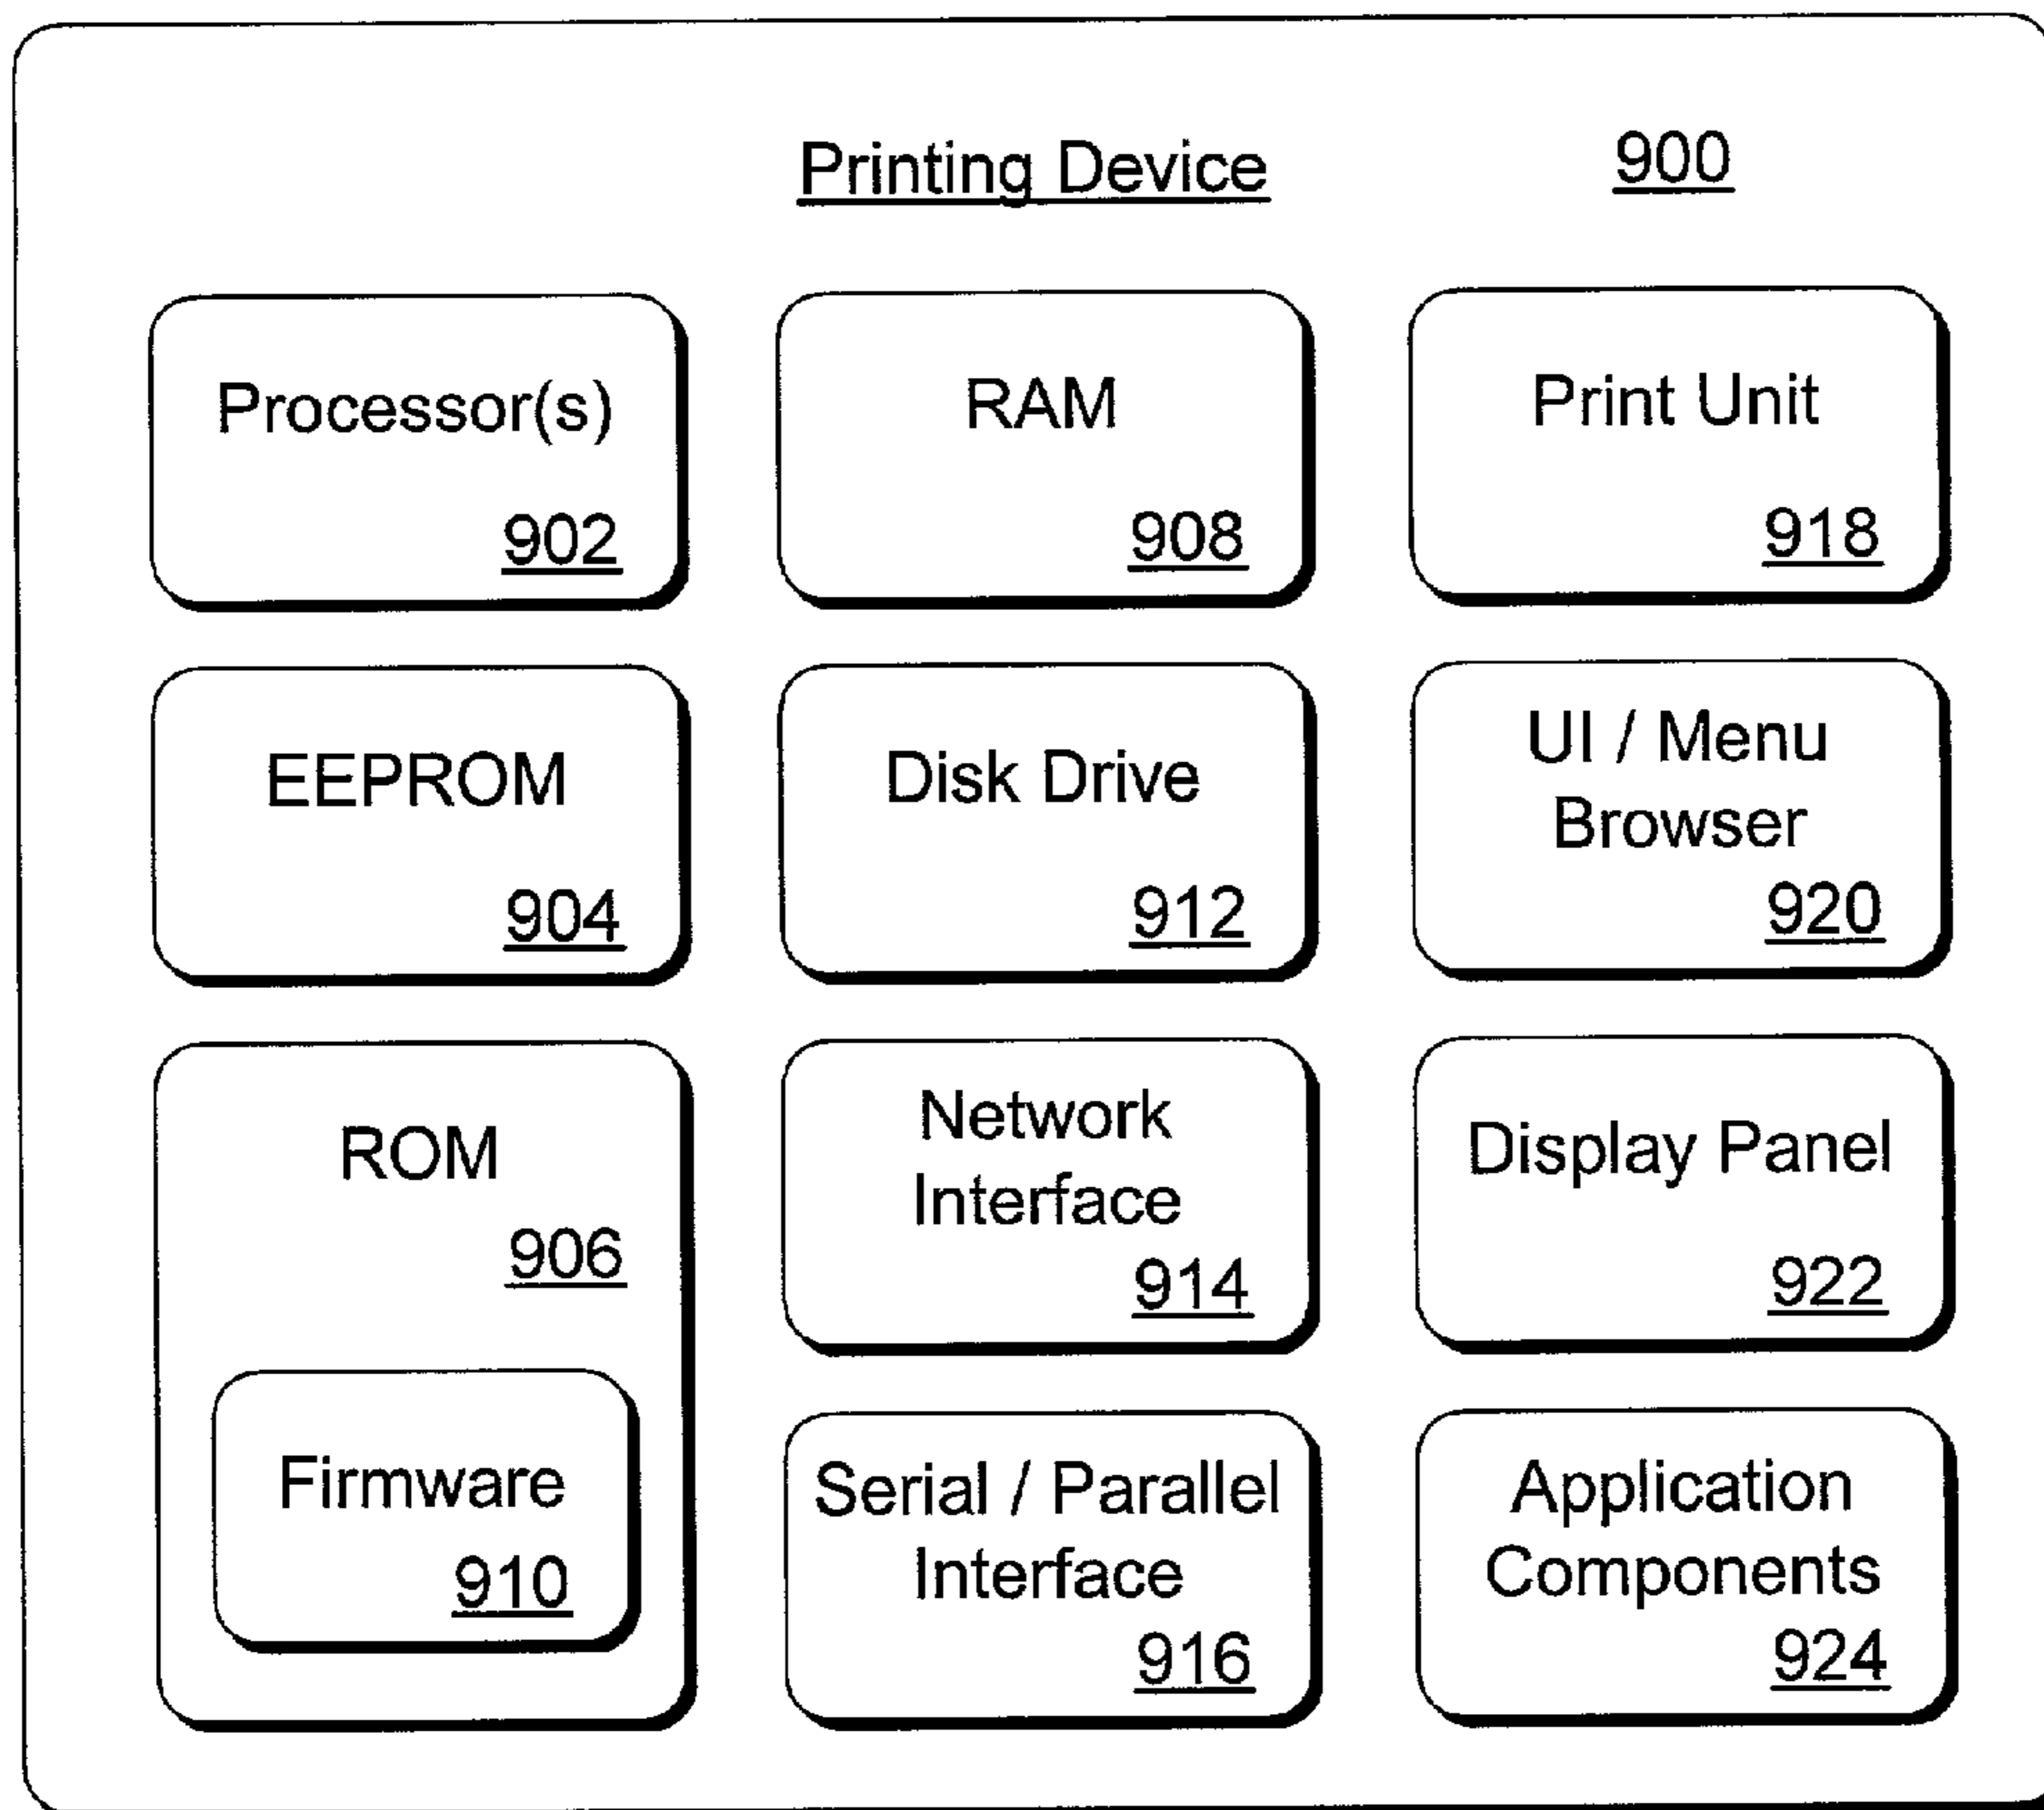 Printing Device 900
Processor(s)
902
RAM
908
Print Unit
918
EEPROM
904
Disk Drive
912
UI / Menu
Browser
920
ROM
906
Firmware
910
Network
Interface
914
Display Panel
922
Serial / Parallel
Interface
916
Application
Components
924